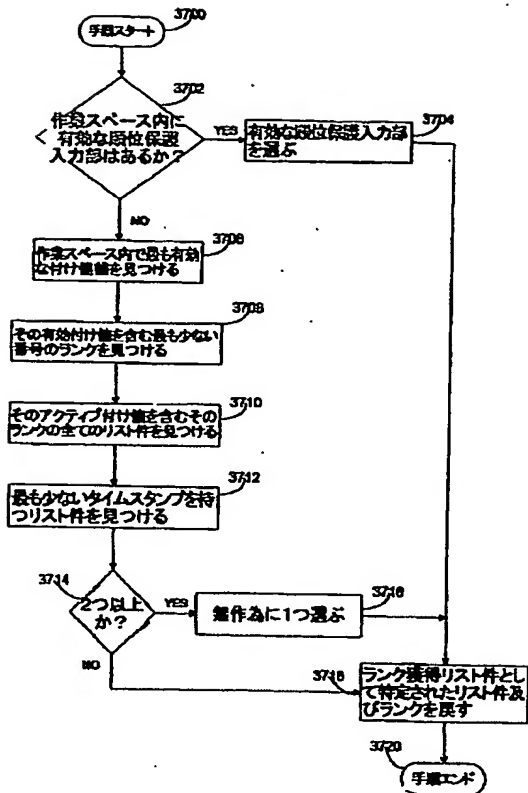 3700
手順スタート
3702
作業スペース内に
有効な段位保護
入力部はあるか？
YES
3704
有効な段位保護入力部
を選ぶ
NO
3706
作業スペース内で最も有効
な付け値値を見つける
3708
その有効付け値を含む最も少ない
番号のランクを見つける
3710
そのアクティブ付け値を含むその
ランクの全てのリスト件を見つける
3712
最も少ないタイムスタンプを持
つリスト件を見つける
3714
2つ以上
か？
YES
3716
無作為に1つ選ぶ
NO
3718
ランク獲得リスト件とし
て特定されたリスト件及
びランクを戻す
3720
手順エンド